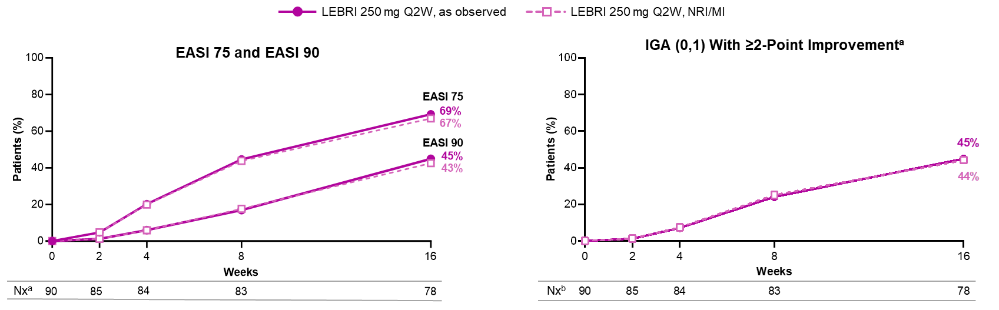 LEBRI 250 mg Q2W, as observed
LEBRI 250 mg Q2W, NRI/MI
EASI 75 and EASI 90
Patients (%)
100
80
60
40
20
0
EASI 75
69%
67%
EASI 90
45%
43%
0 2 4 8 16
Weeks
Nxᵃ 90 85 84 83 78
IGA (0,1) With ≥2-Point Improvementᵃ
Patients (%)
100
80
60
40
20
0
45%
44%
0 2 4 8 16
Weeks
Nxᵇ 90 85 84 83 78